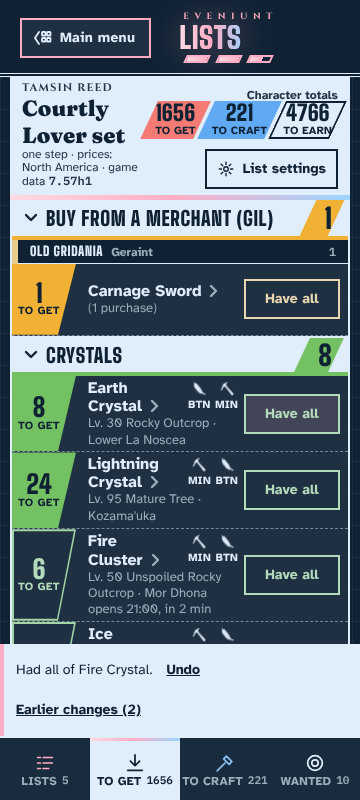 Main menu
EVENIUNT
LISTS
TAMSIN REED
Courtly
Lover set
one step · prices:
North America · game
data 7.57h1
Character totals
1656
TO GET
221
TO CRAFT
4766
TO EARN
List settings
BUY FROM A MERCHANT (GIL)
1
OLD GRIDANIA Geraint 1
1
TO GET
Carnage Sword
(1 purchase)
Have all
CRYSTALS
8
8
TO GET
Earth
Crystal
BTN MIN
Lv. 30 Rocky Outcrop ·
Lower La Noscea
Have all
24
TO GET
Lightning
Crystal
MIN BTN
Lv. 95 Mature Tree ·
Kozama'uka
Have all
6
TO GET
Fire
Cluster
MIN BTN
Lv. 50 Unspoiled Rocky
Outcrop · Mor Dhona
opens 21:00, in 2 min
Have all
Ice
Had all of Fire Crystal. Undo
Earlier changes (2)
LISTS 5
TO GET 1656
TO CRAFT 221
WANTED 10